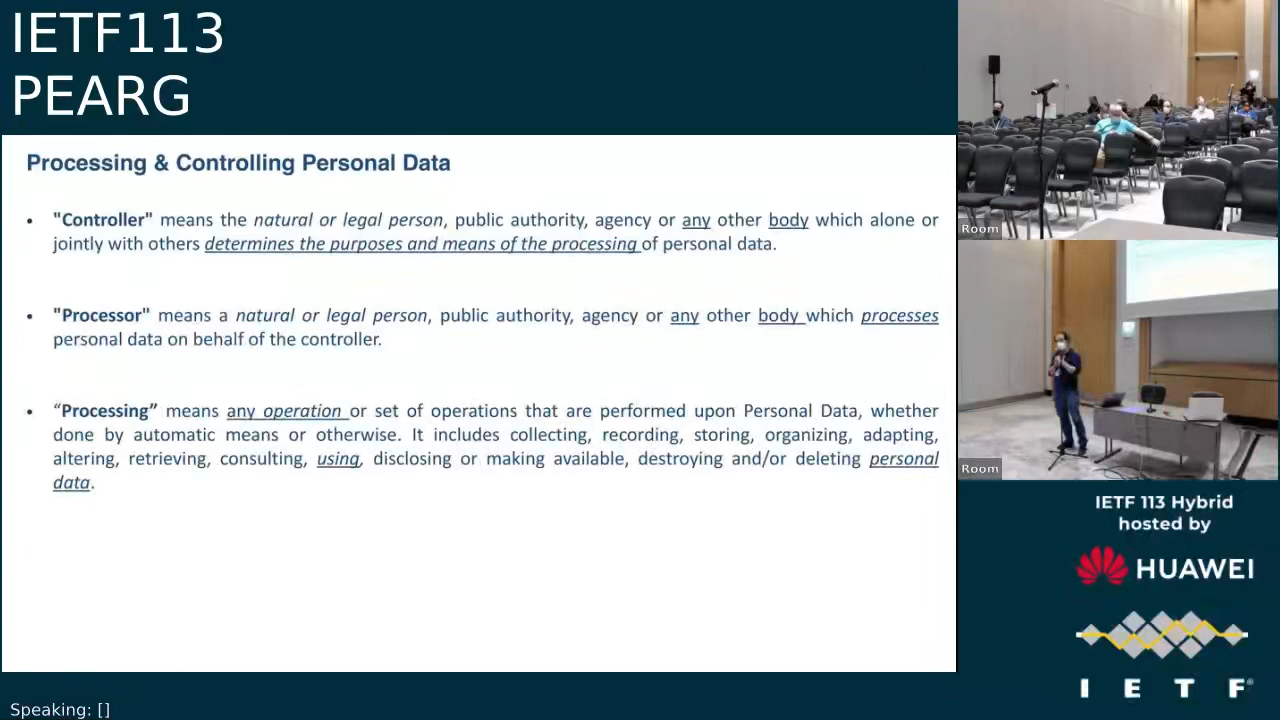 IETF113
PEARG
Processing & Controlling Personal Data
• "Controller" means the natural or legal person, public authority, agency or any other body which alone or
jointly with others determines the purposes and means of the processing of personal data.
• "Processor" means a natural or legal person, public authority, agency or any other body which processes
personal data on behalf of the controller.
• “Processing” means any operation or set of operations that are performed upon Personal Data, whether
done by automatic means or otherwise. It includes collecting, recording, storing, organizing, adapting,
altering, retrieving, consulting, using, disclosing or making available, destroying and/or deleting personal
data.
Room
Room
IETF 113 Hybrid
hosted by
HUAWEI
I E T F®
Speaking: []